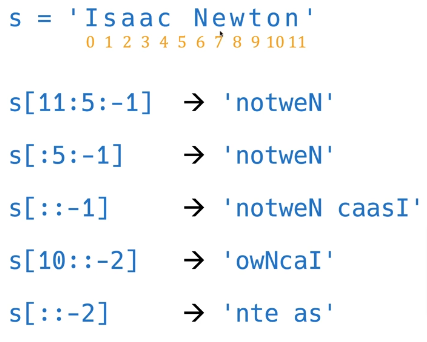 s = 'Isaac Newton'
0 1 2 3 4 5 6 7 8 9 10 11
s[11:5:-1] → 'notweN'
s[:5:-1] → 'notweN'
s[::-1] → 'notweN caasI'
s[10::-2] → 'owNcaI'
s[::-2] → 'nte as'